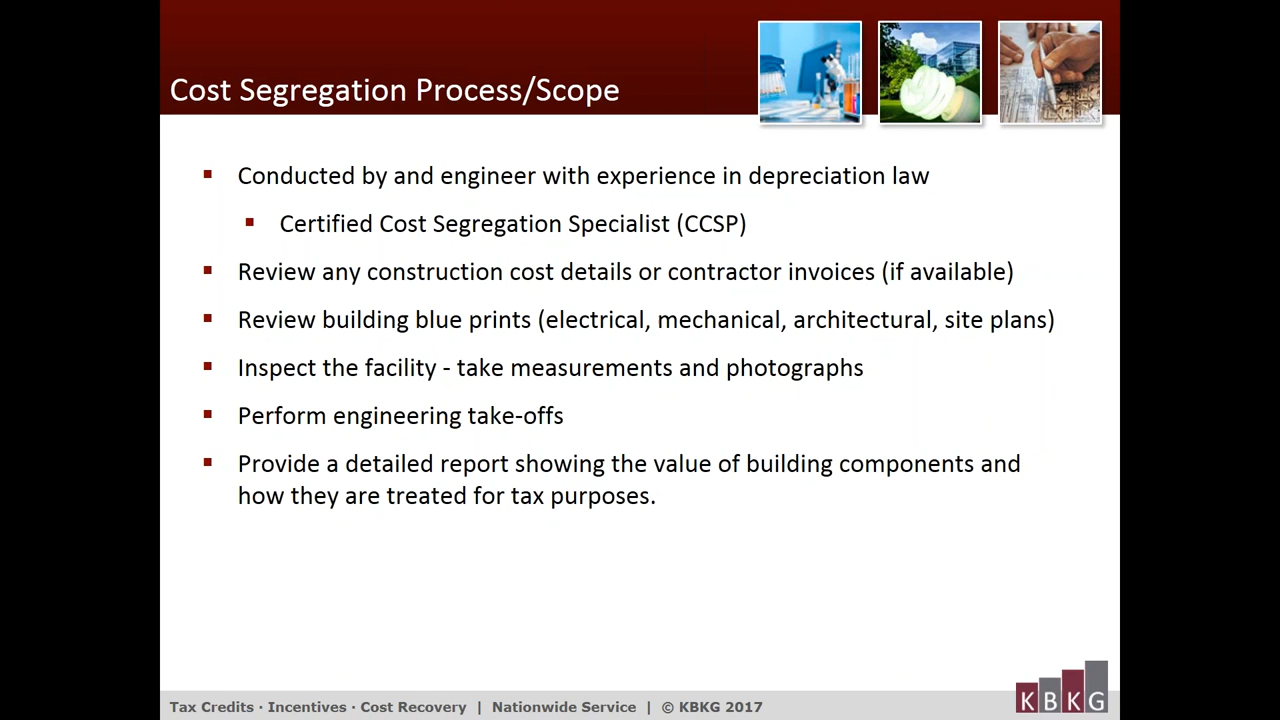 Cost Segregation Process/Scope
Conducted by and engineer with experience in depreciation law
Certified Cost Segregation Specialist (CCSP)
Review any construction cost details or contractor invoices (if available)
Review building blue prints (electrical, mechanical, architectural, site plans)
Inspect the facility - take measurements and photographs
Perform engineering take-offs
Provide a detailed report showing the value of building components and
how they are treated for tax purposes.
Tax Credits · Incentives · Cost Recovery | Nationwide Service | © KBKG 2017
KBKG